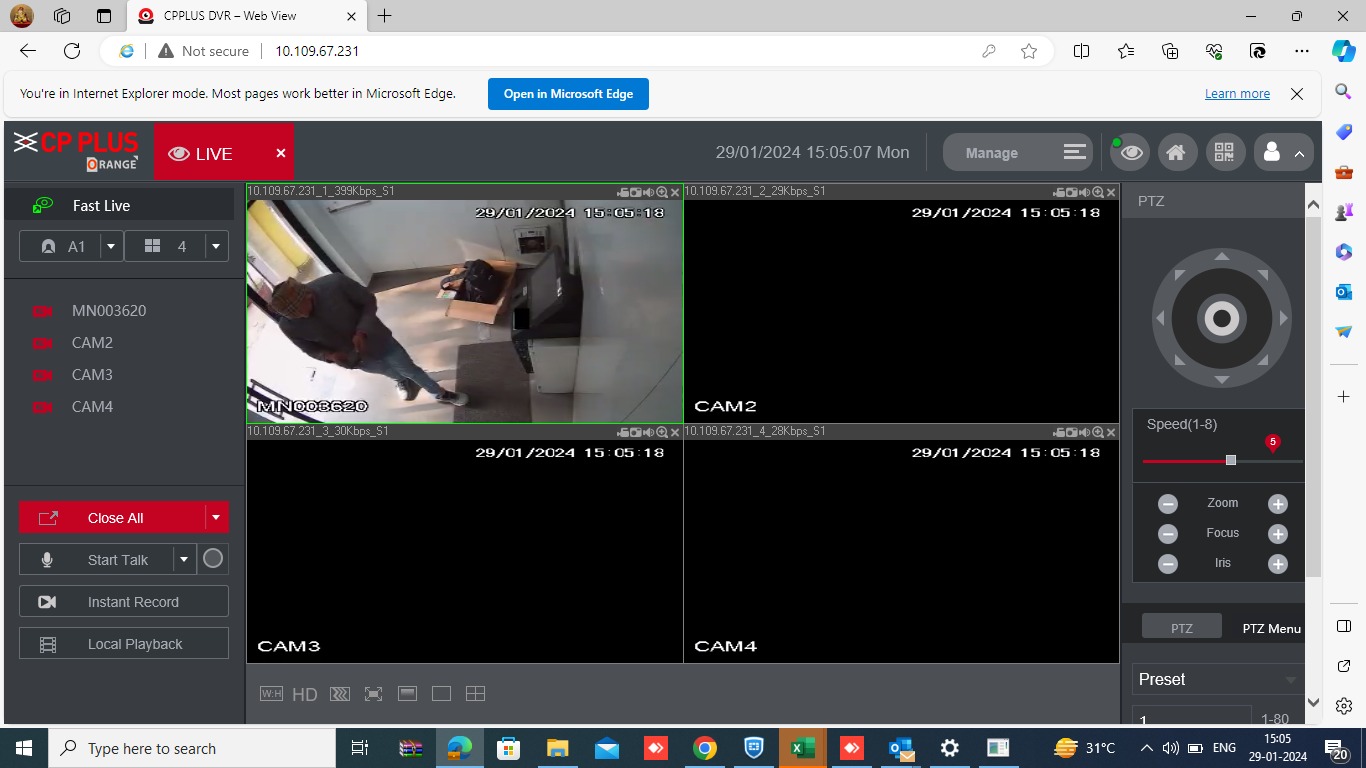 CPPLUS DVR – Web View
Not secure
10.109.67.231
You're in Internet Explorer mode. Most pages work better in Microsoft Edge.
Open in Microsoft Edge
Learn more
CP PLUS
ORANGE
LIVE
29/01/2024 15:05:07 Mon
Manage
Fast Live
A1
4
MN003620
CAM2
CAM3
CAM4
Close All
Start Talk
Instant Record
Local Playback
10.109.67.231_1_399Kbps_S1
29/01/2024 15:05:18
MN003620
10.109.67.231_2_29Kbps_S1
29/01/2024 15:05:18
CAM2
10.109.67.231_3_30Kbps_S1
29/01/2024 15:05:18
CAM3
10.109.67.231_4_28Kbps_S1
29/01/2024 15:05:18
CAM4
W:H
HD
PTZ
Speed(1-8)
5
Zoom
Focus
Iris
PTZ
PTZ Menu
Preset
1
1-80
Type here to search
31°C
ENG
15:05
29-01-2024
20